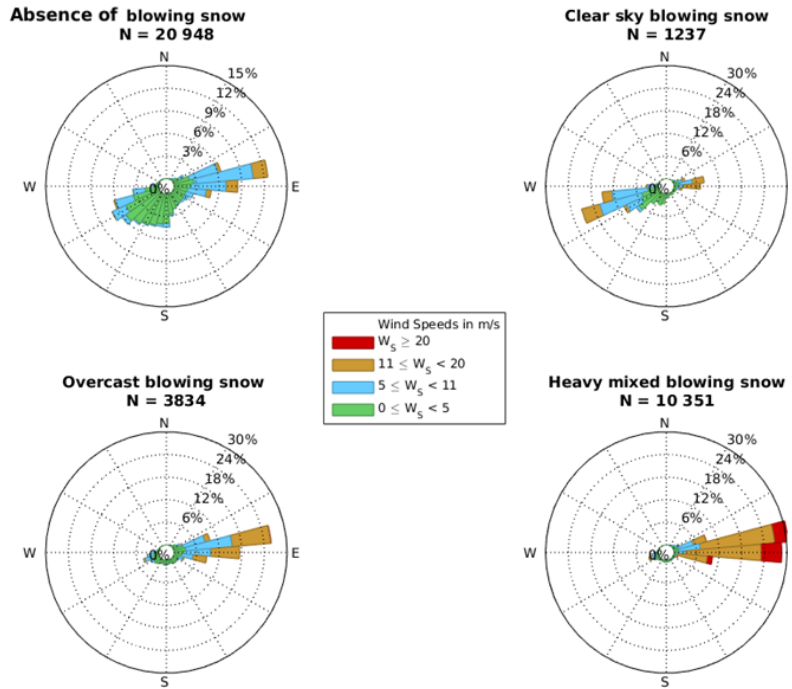 Absence of blowing snow
N = 20 948
N
15%
12%
9%
6%
3%
0%
W
E
S
Clear sky blowing snow
N = 1237
N
30%
24%
18%
12%
6%
0%
W
S
Wind Speeds in m/s
W_S ≥ 20
11 ≤ W_S < 20
5 ≤ W_S < 11
0 ≤ W_S < 5
Overcast blowing snow
N = 3834
N
30%
24%
18%
12%
6%
0%
W
E
S
Heavy mixed blowing snow
N = 10 351
N
30%
24%
18%
12%
6%
0%
W
S